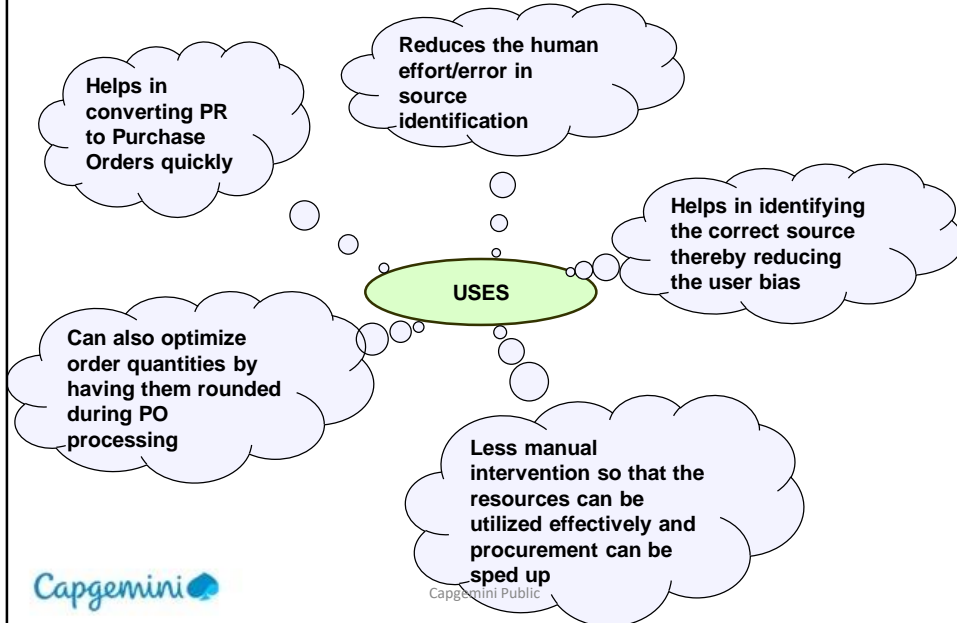 Reduces the human
effort/error in
source
identification
Helps in
converting PR
to Purchase
Orders quickly
Helps in identifying
the correct source
thereby reducing
the user bias
USES
Can also optimize
order quantities by
having them rounded
during PO
processing
Less manual
intervention so that the
resources can be
utilized effectively and
procurement can be
sped up
Capgemini
Capgemini Public